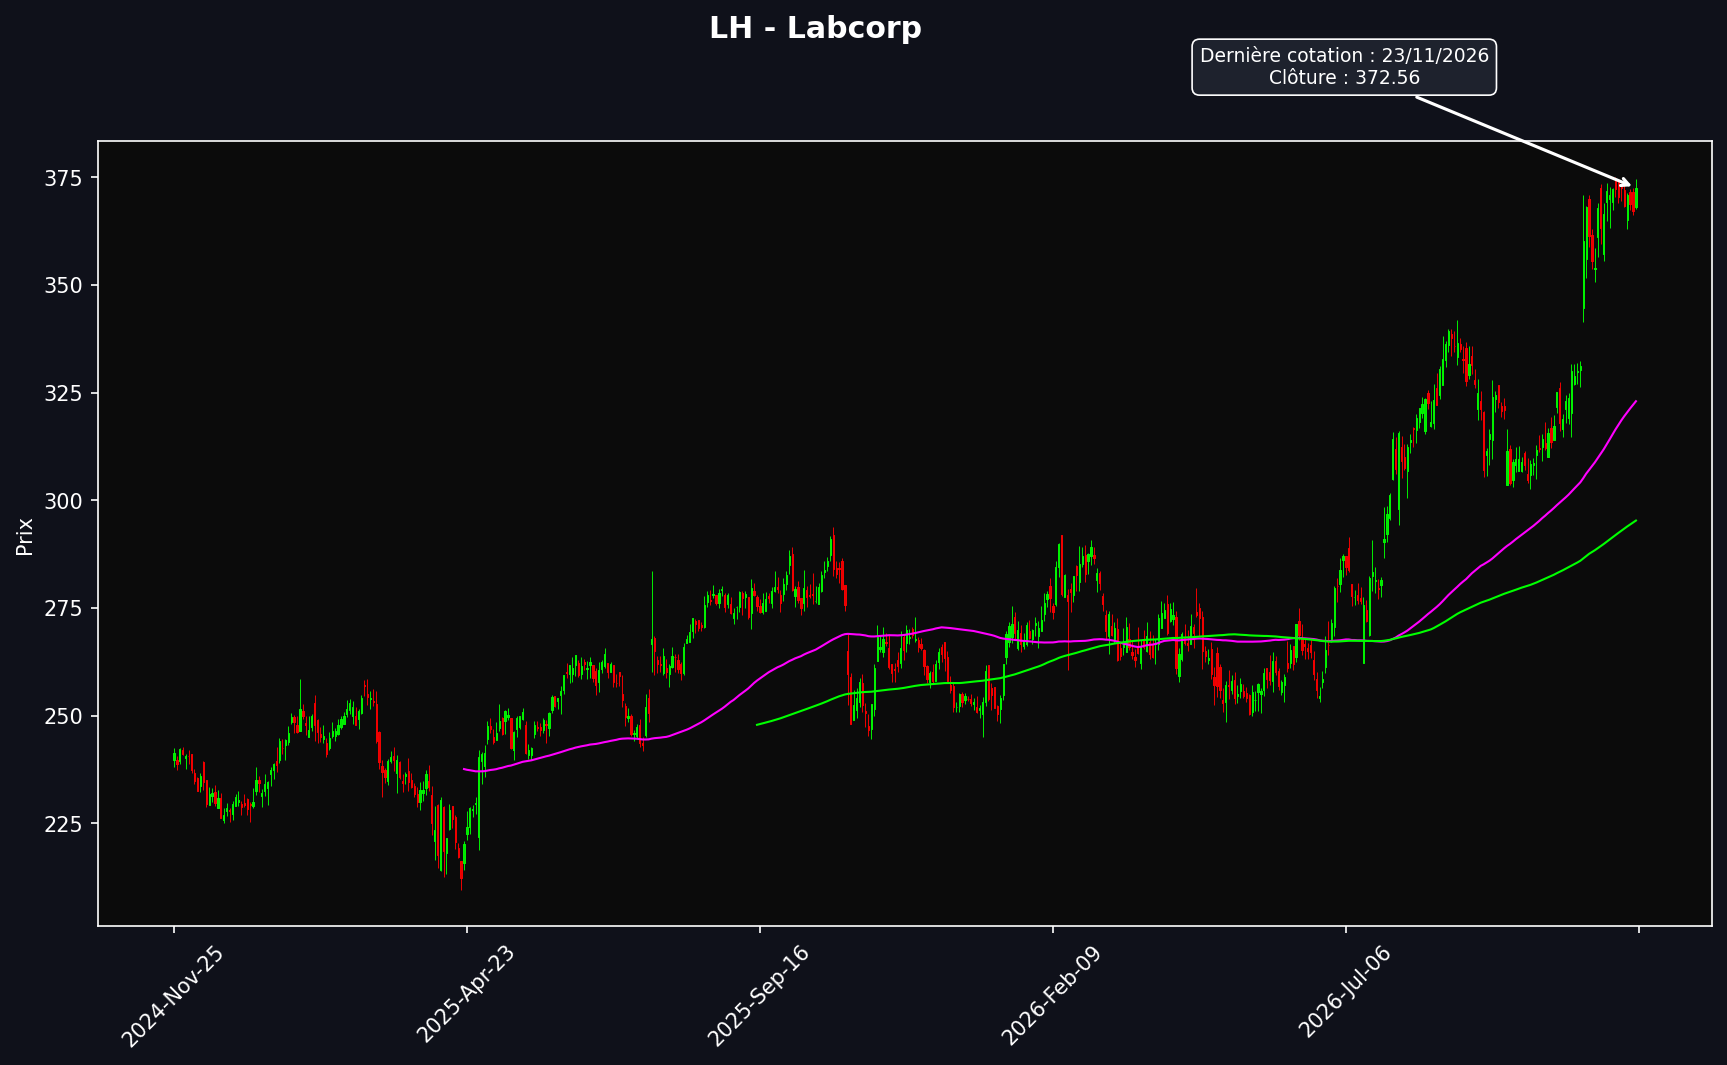 LH - Labcorp
Dernière cotation : 23/11/2026
Clôture : 372.56
Prix
375
350
325
300
275
250
225
2024-Nov-25
2025-Apr-23
2025-Sep-16
2026-Feb-09
2026-Jul-06